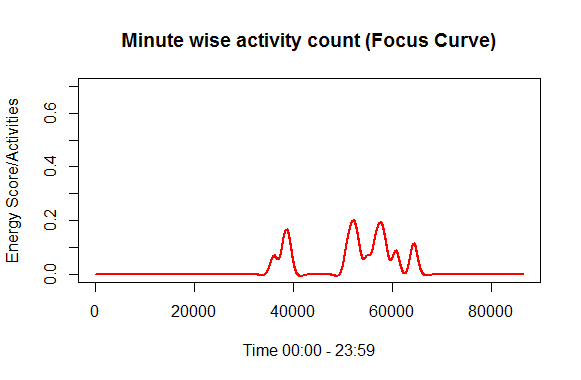 Minute wise activity count (Focus Curve)
Energy Score/Activities
0.6
0.4
0.2
0.0
0 20000 40000 60000 80000
Time 00:00 - 23:59